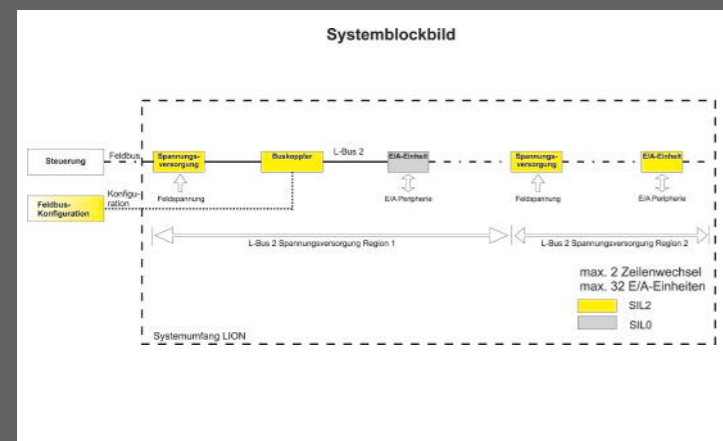 Systemblockbild
Steuerung
Feldbus
Spannungs-
versorgung
Buskoppler
L-Bus 2
E/A-Einheit
Spannungs-
versorgung
E/A-Einheit
Feldbus-
Konfiguration
Konfigu-
ration
Feldspannung
E/A Peripherie
Feldspannung
E/A Peripherie
L-Bus 2 Spannungsversorgung Region 1
L-Bus 2 Spannungsversorgung Region 2
max. 2 Zeilenwechsel
max. 32 E/A-Einheiten
SIL2
SIL0
Systemumfang LION